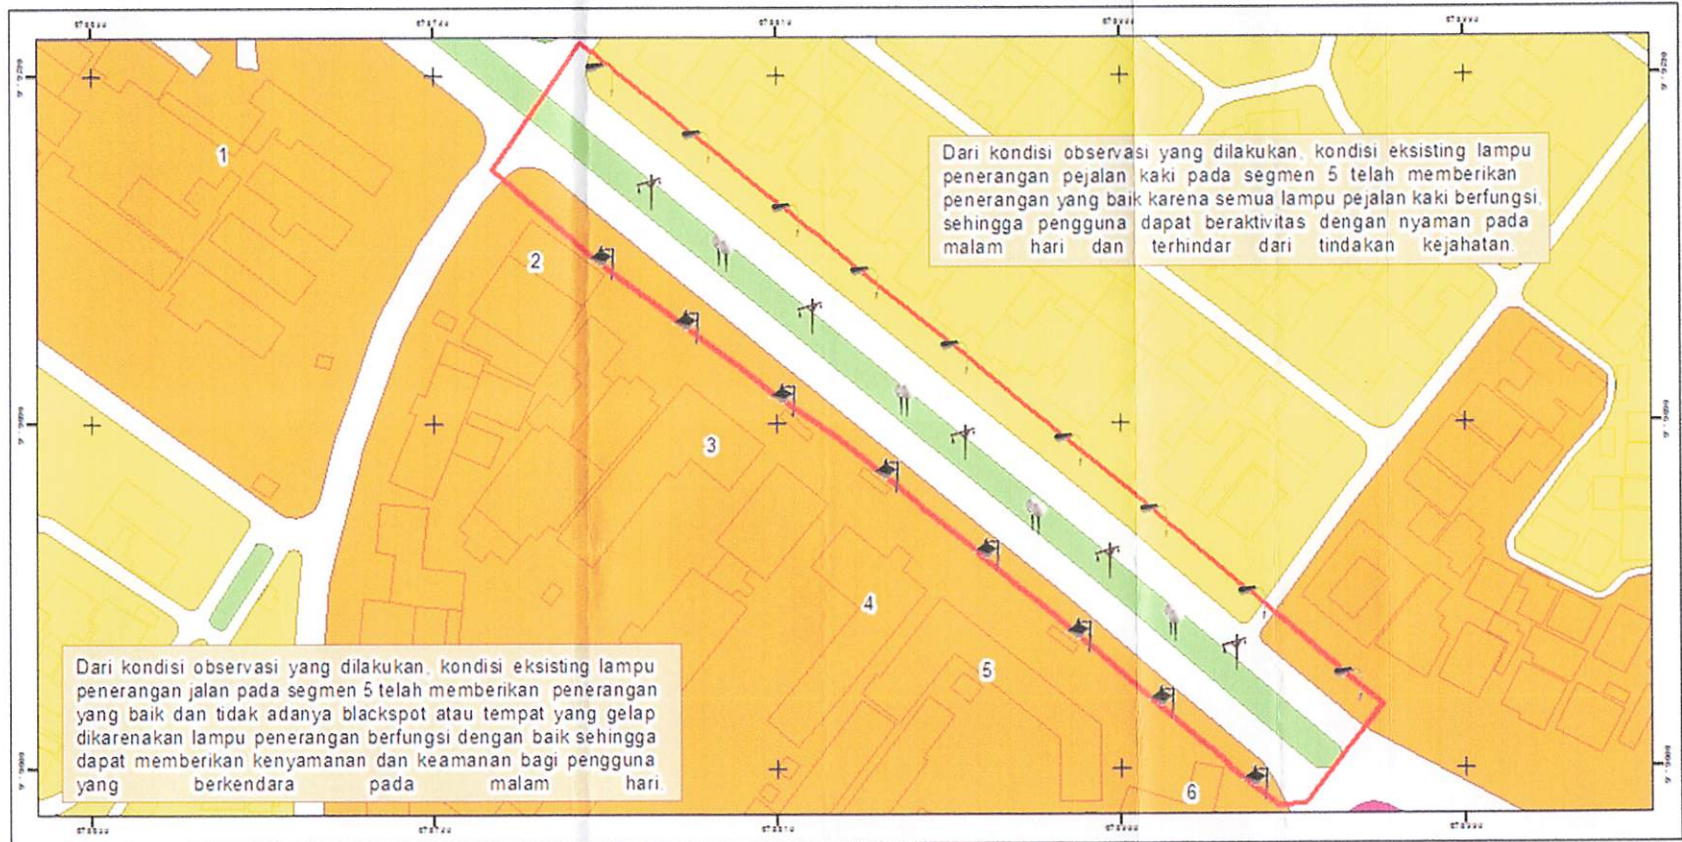 1
Dari kondisi observasi yang dilakukan, kondisi eksisting lampu
penerangan pejalan kaki pada segmen 5 telah memberikan
penerangan yang baik karena semua lampu pejalan kaki berfungsi,
sehingga pengguna dapat beraktivitas dengan nyaman pada
malam hari dan terhindar dari tindakan kejahatan.
2
3
4
5
Dari kondisi observasi yang dilakukan, kondisi eksisting lampu
penerangan jalan pada segmen 5 telah memberikan penerangan
yang baik dan tidak adanya blackspot atau tempat yang gelap
dikarenakan lampu penerangan berfungsi dengan baik sehingga
dapat memberikan kenyamanan dan keamanan bagi pengguna
yang berkendara pada malam hari.
6